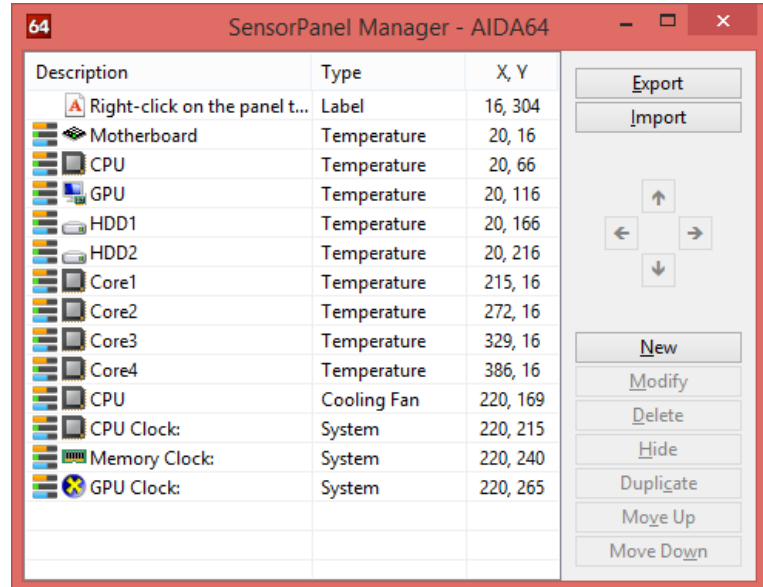 64 SensorPanel Manager - AIDA64
Description Type X, Y
Right-click on the panel t... Label 16, 304
Motherboard Temperature 20, 16
CPU Temperature 20, 66
GPU Temperature 20, 116
HDD1 Temperature 20, 166
HDD2 Temperature 20, 216
Core1 Temperature 215, 16
Core2 Temperature 272, 16
Core3 Temperature 329, 16
Core4 Temperature 386, 16
CPU Cooling Fan 220, 169
CPU Clock: System 220, 215
Memory Clock: System 220, 240
GPU Clock: System 220, 265
Export
Import
New
Modify
Delete
Hide
Duplicate
Move Up
Move Down